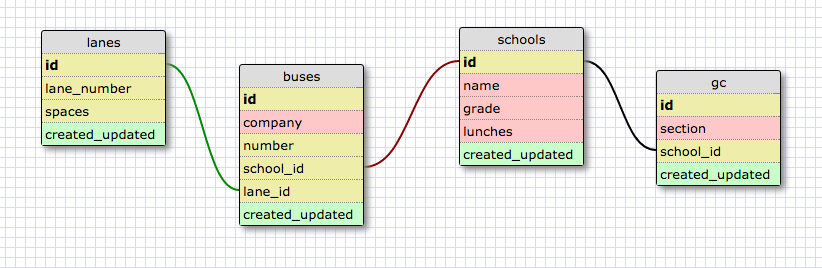 lanes
id
lane_number
spaces
created_updated
buses
id
company
number
school_id
lane_id
created_updated
schools
id
name
grade
lunches
created_updated
gc
id
section
school_id
created_updated